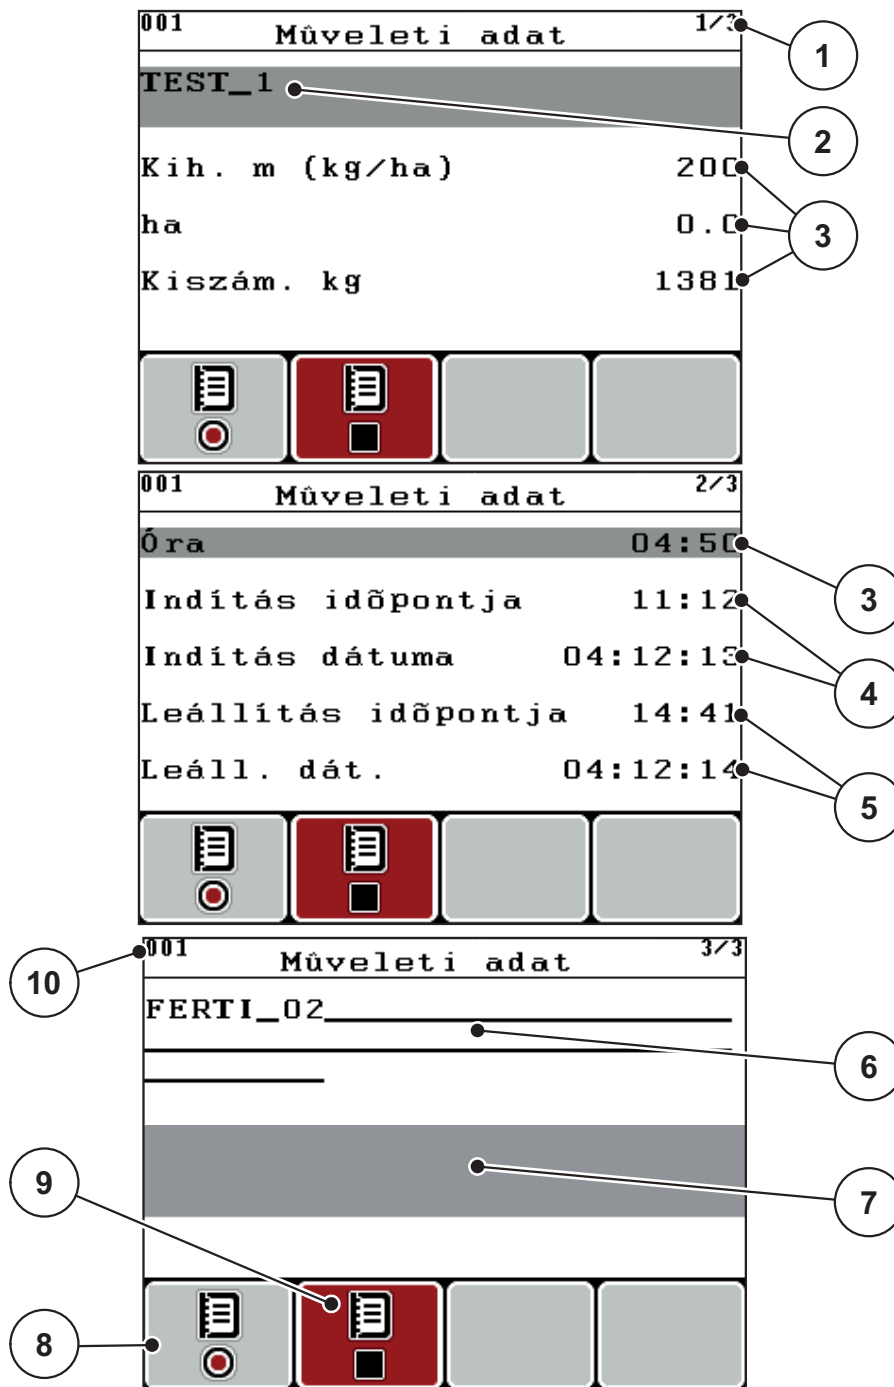 001 Mûveleti adat 1/3
1
TEST_1
2
Kih. m (kg/ha) 200
ha 0.0
3
Kiszám. kg 1381
001 Mûveleti adat 2/3
Óra 04:50
3
Indítás idõpontja 11:12
Indítás dátuma 04:12:13
4
Leállítás idõpontja 14:41
Leáll. dát. 04:12:14
5
001 Mûveleti adat 3/3
10
FERTI_02
6
9
7
8